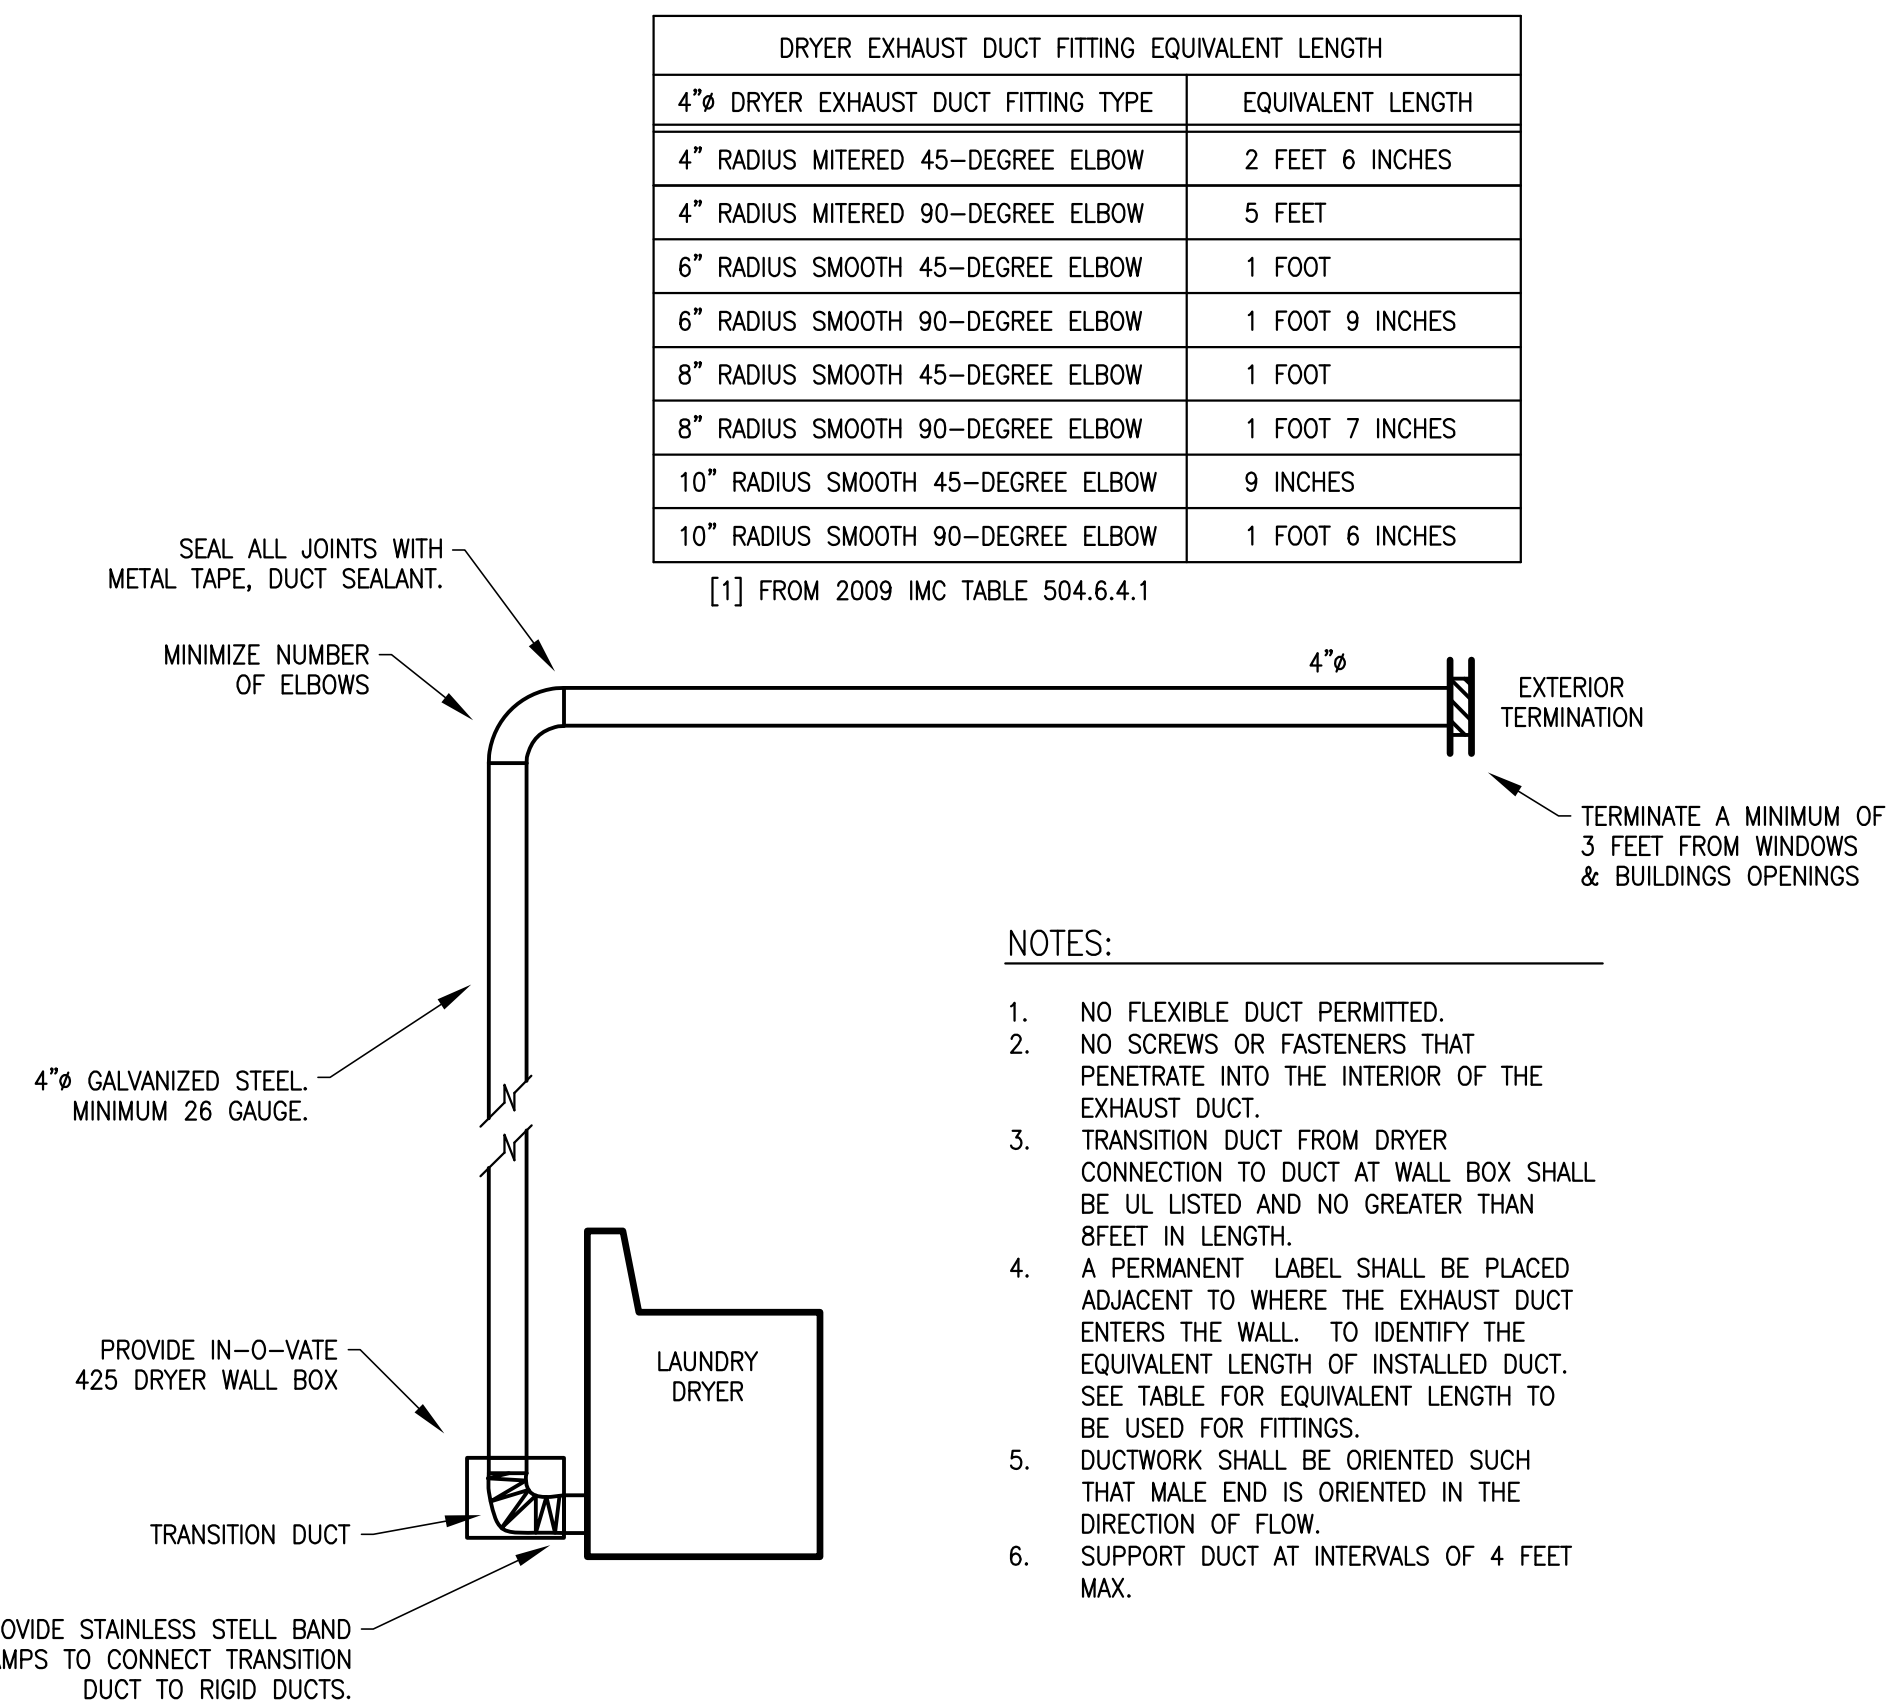 DRYER EXHAUST DUCT FITTING EQUIVALENT LENGTH
4"ø DRYER EXHAUST DUCT FITTING TYPE EQUIVALENT LENGTH
4" RADIUS MITERED 45-DEGREE ELBOW 2 FEET 6 INCHES
4" RADIUS MITERED 90-DEGREE ELBOW 5 FEET
6" RADIUS SMOOTH 45-DEGREE ELBOW 1 FOOT
6" RADIUS SMOOTH 90-DEGREE ELBOW 1 FOOT 9 INCHES
8" RADIUS SMOOTH 45-DEGREE ELBOW 1 FOOT
8" RADIUS SMOOTH 90-DEGREE ELBOW 1 FOOT 7 INCHES
10" RADIUS SMOOTH 45-DEGREE ELBOW 9 INCHES
10" RADIUS SMOOTH 90-DEGREE ELBOW 1 FOOT 6 INCHES
[1] FROM 2009 IMC TABLE 504.6.4.1
SEAL ALL JOINTS WITH
METAL TAPE, DUCT SEALANT.
MINIMIZE NUMBER
OF ELBOWS
4"ø
EXTERIOR
TERMINATION
TERMINATE A MINIMUM OF
3 FEET FROM WINDOWS
& BUILDINGS OPENINGS
4"ø GALVANIZED STEEL.
MINIMUM 26 GAUGE.
PROVIDE IN-O-VATE
425 DRYER WALL BOX
LAUNDRY
DRYER
TRANSITION DUCT
OVIDE STAINLESS STELL BAND
AMPS TO CONNECT TRANSITION
DUCT TO RIGID DUCTS.
NOTES:
1. NO FLEXIBLE DUCT PERMITTED.
2. NO SCREWS OR FASTENERS THAT
PENETRATE INTO THE INTERIOR OF THE
EXHAUST DUCT.
3. TRANSITION DUCT FROM DRYER
CONNECTION TO DUCT AT WALL BOX SHALL
BE UL LISTED AND NO GREATER THAN
8FEET IN LENGTH.
4. A PERMANENT LABEL SHALL BE PLACED
ADJACENT TO WHERE THE EXHAUST DUCT
ENTERS THE WALL. TO IDENTIFY THE
EQUIVALENT LENGTH OF INSTALLED DUCT.
SEE TABLE FOR EQUIVALENT LENGTH TO
BE USED FOR FITTINGS.
5. DUCTWORK SHALL BE ORIENTED SUCH
THAT MALE END IS ORIENTED IN THE
DIRECTION OF FLOW.
6. SUPPORT DUCT AT INTERVALS OF 4 FEET
MAX.